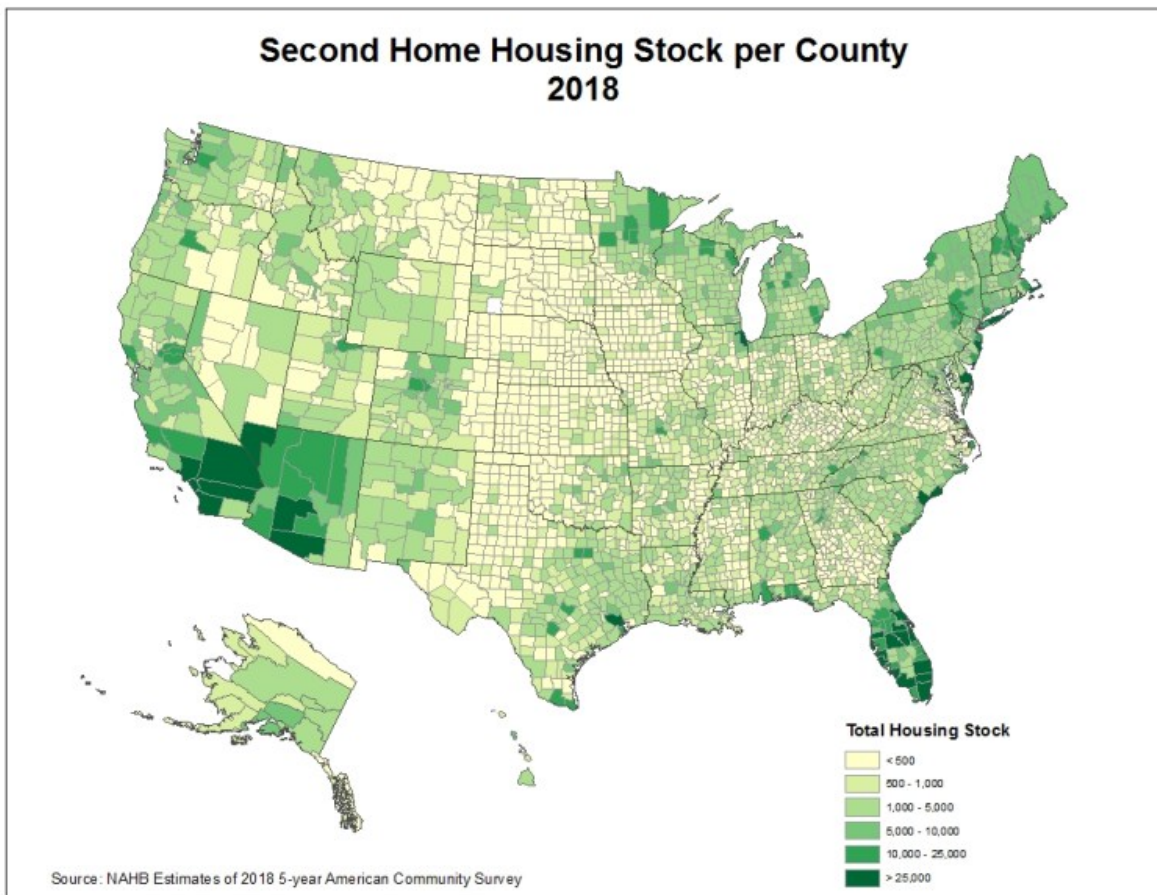 Second Home Housing Stock per County
2018
Total Housing Stock
< 500
500 - 1,000
1,000 - 5,000
5,000 - 10,000
10,000 - 25,000
> 25,000
Source: NAHB Estimates of 2018 5-year American Community Survey